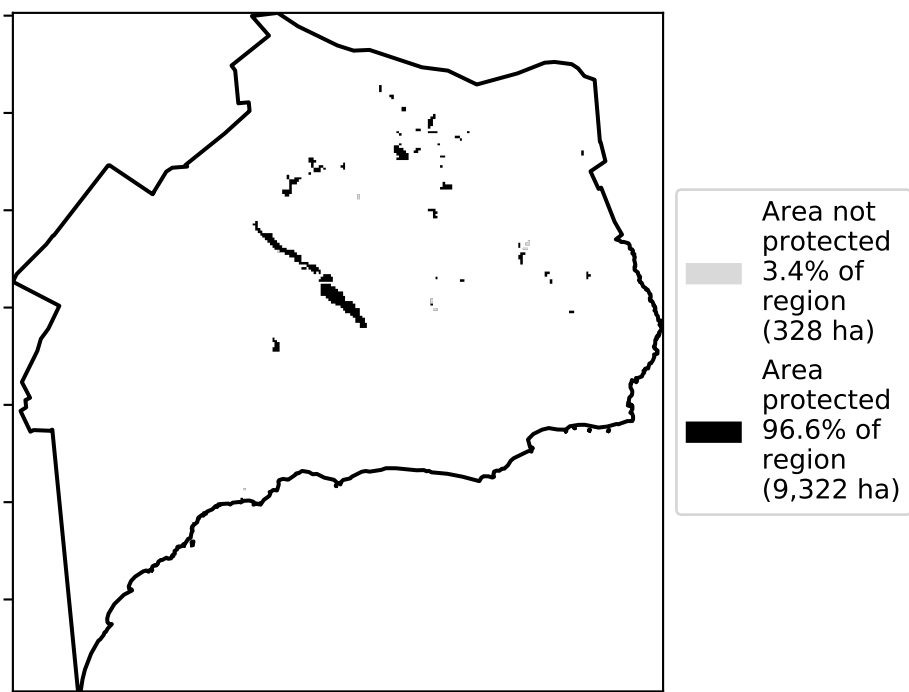 Area not
protected
3.4% of
region
(328 ha)
Area
protected
96.6% of
region
(9,322 ha)